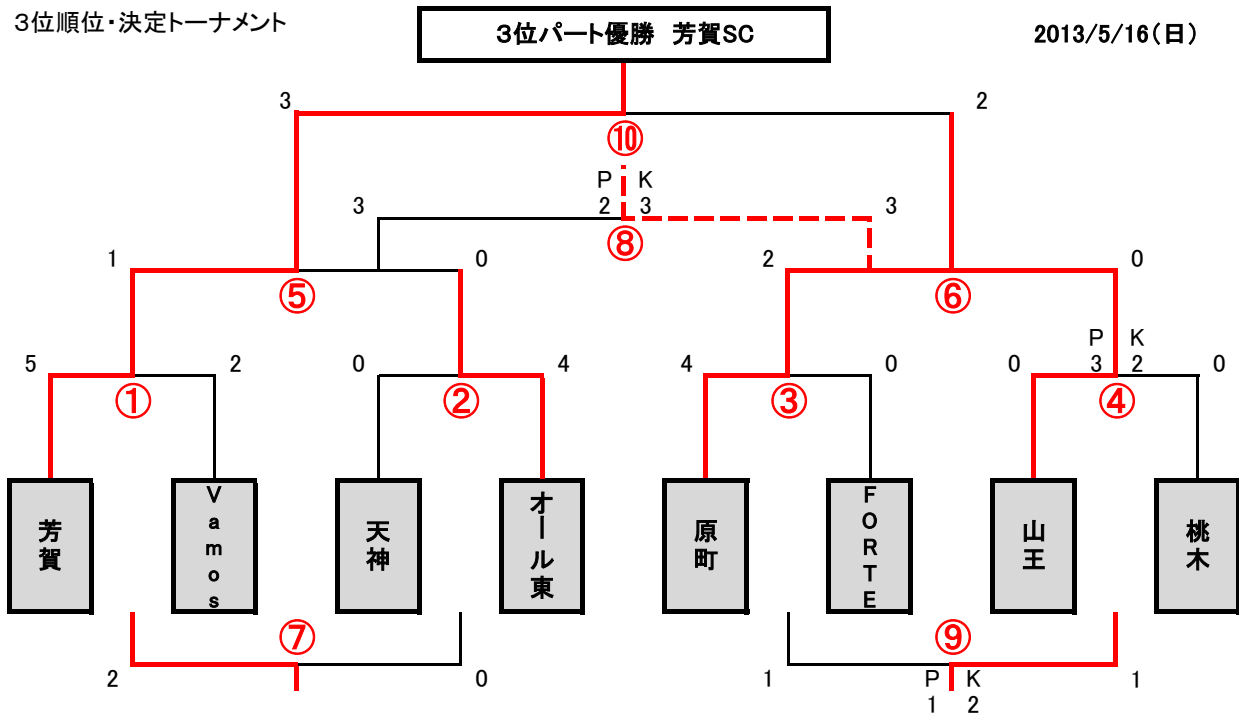 3位順位・決定トーナメント
3位パート優勝 芳賀SC
2013/5/16(日)
3
2
⑩
P K
3
2 3
3
⑧
1
0
2
0
⑤
⑥
P K
5
2
0
4
4
0
0
3 2
0
①
②
③
④
芳賀
Vamos
天神
オール東
原町
FORTE
山王
桃木
⑦
⑨
2
0
1
P K
1
1 2